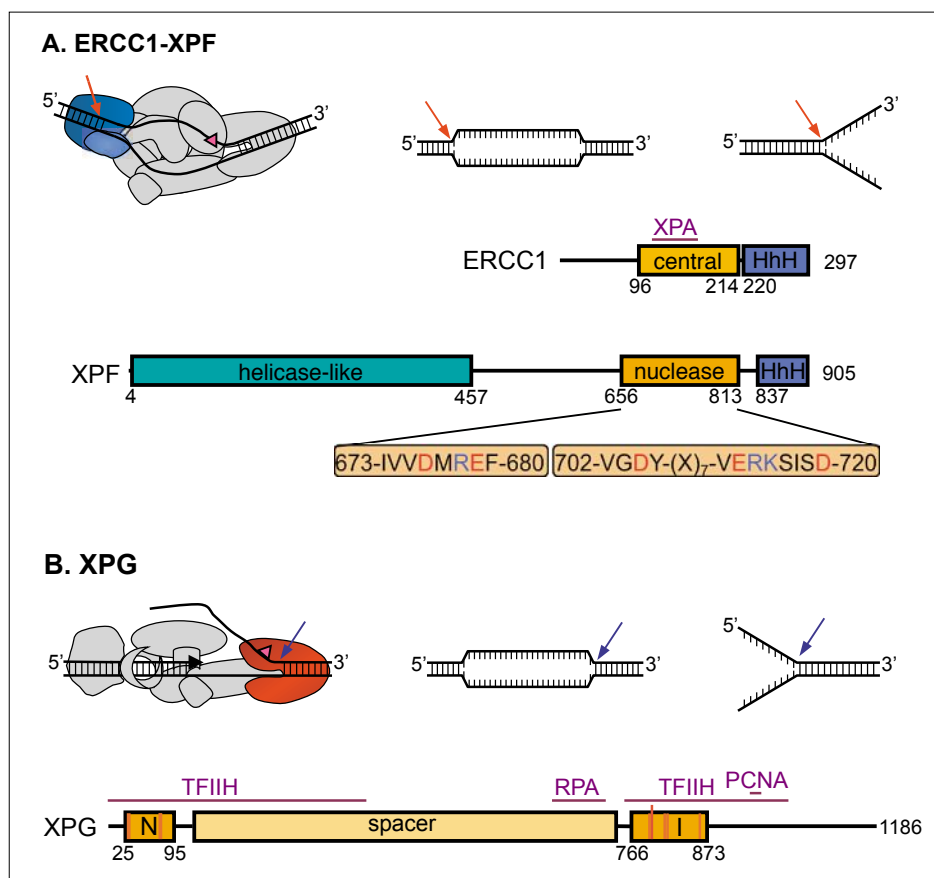 A. ERCC1-XPF
5' 3'
5' 3'
5' 3'
XPA
ERCC1 central HhH 297
96 214 220
XPF helicase-like nuclease HhH 905
4 457 656 813 837
673-IVVDMREF-680 702-VGDY-(X)7-VERKSISD-720
B. XPG
5' 3'
5' 3'
5' 3'
TFIIH RPA TFIIH PCNA
XPG N spacer I 1186
25 95 766 873